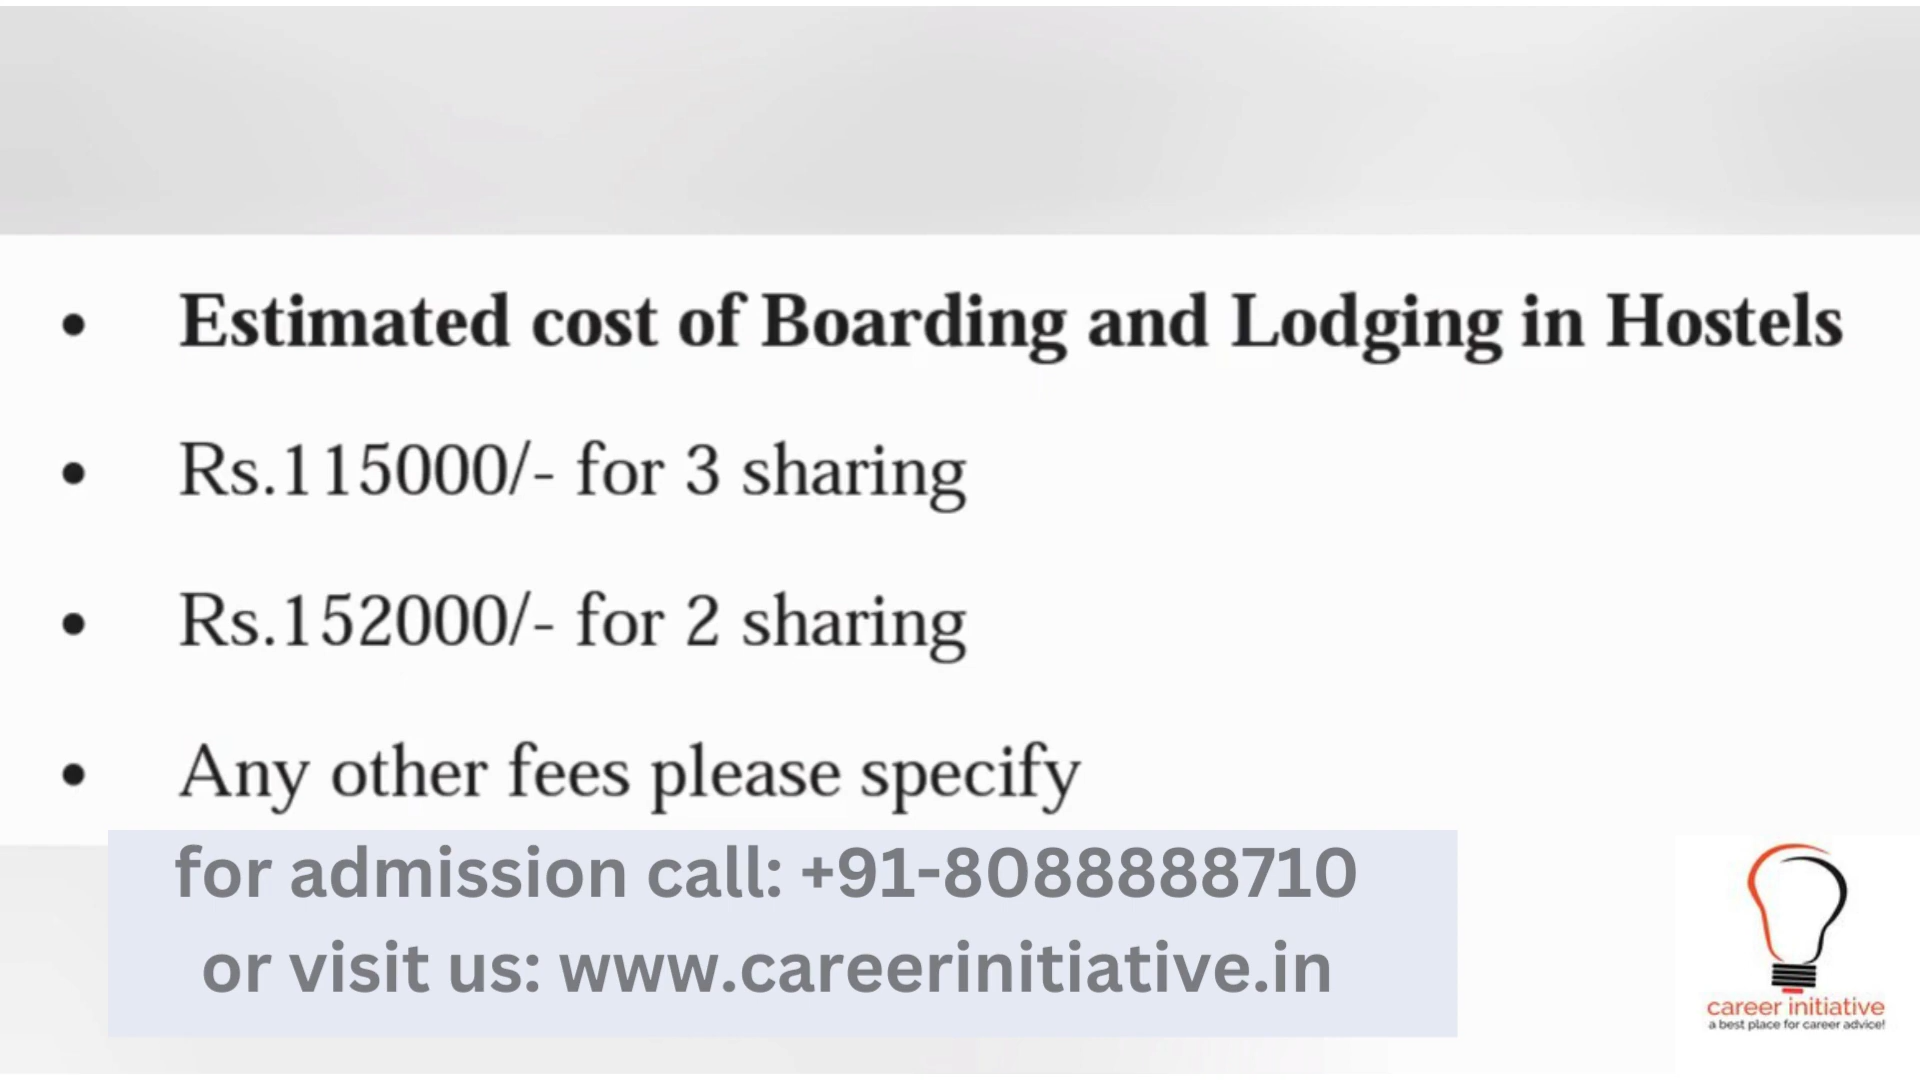 • Estimated cost of Boarding and Lodging in Hostels
• Rs.115000/- for 3 sharing
• Rs.152000/- for 2 sharing
• Any other fees please specify
for admission call: +91-8088888710
or visit us: www.careerinitiative.in
career initiative
a best place for career advice!